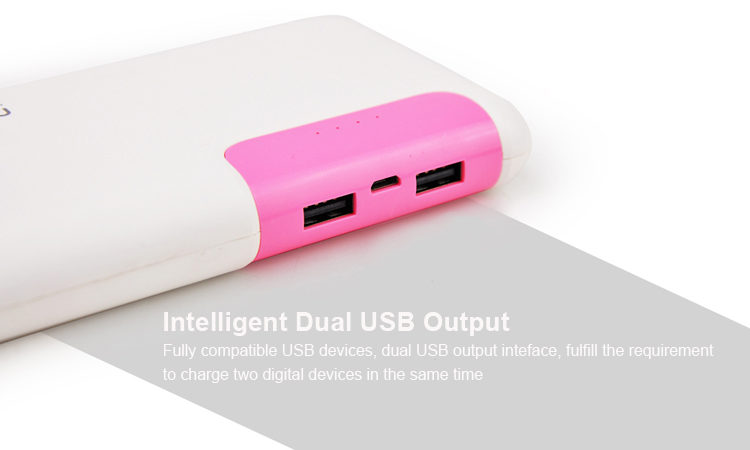 Intelligent Dual USB Output
Fully compatible USB devices, dual USB output inteface, fulfill the requirement
to charge two digital devices in the same time